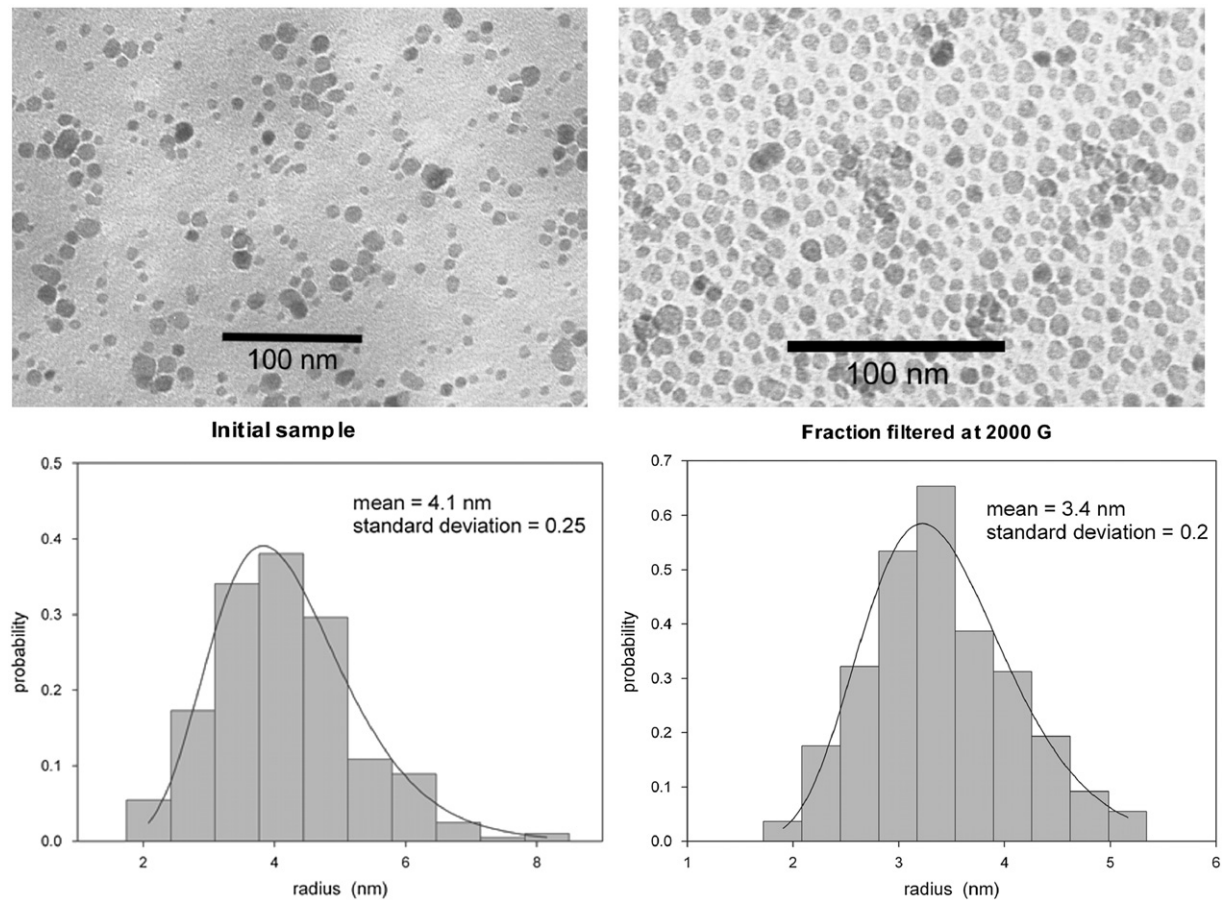 100 nm
100 nm
Initial sample
Fraction filtered at 2000 G
mean = 4.1 nm
standard deviation = 0.25
probability
0.5
0.4
0.3
0.2
0.1
0.0
2
4
6
8
radius (nm)
mean = 3.4 nm
standard deviation = 0.2
probability
0.7
0.6
0.5
0.4
0.3
0.2
0.1
0.0
1
2
3
4
5
6
radius (nm)